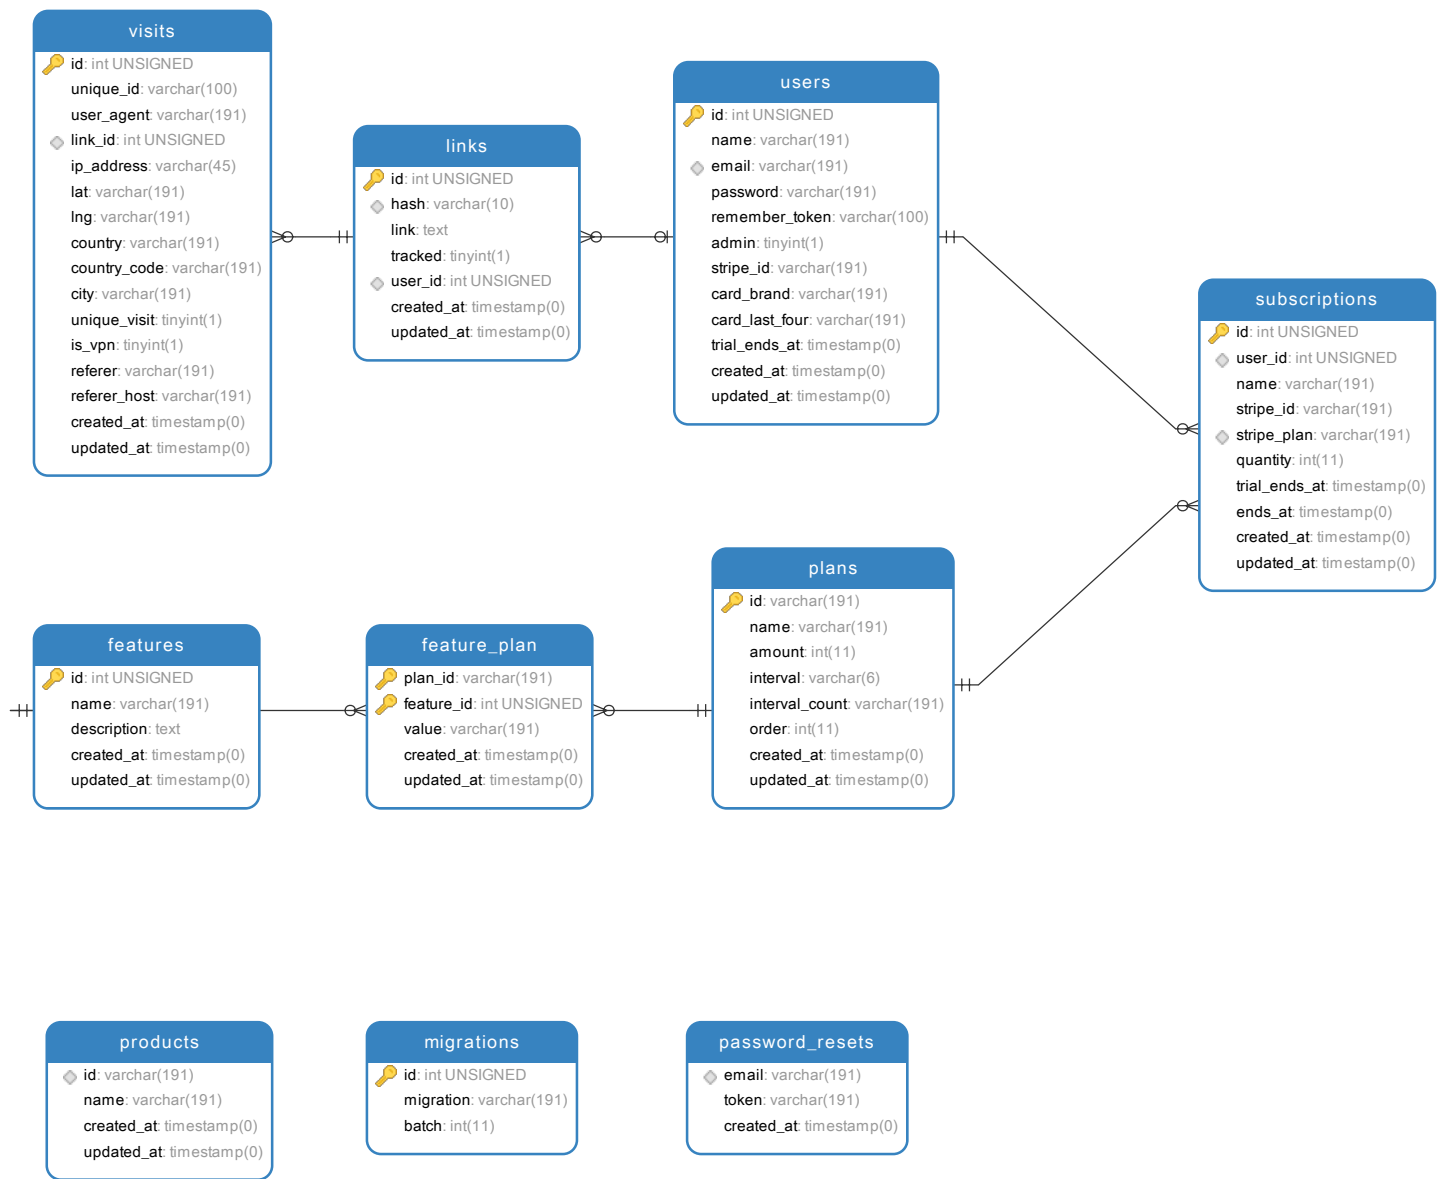 visits
id: int UNSIGNED
unique_id: varchar(100)
user_agent: varchar(191)
link_id: int UNSIGNED
ip_address: varchar(45)
lat: varchar(191)
lng: varchar(191)
country: varchar(191)
country_code: varchar(191)
city: varchar(191)
unique_visit: tinyint(1)
is_vpn: tinyint(1)
referer: varchar(191)
referer_host: varchar(191)
created_at: timestamp(0)
updated_at: timestamp(0)
links
id: int UNSIGNED
hash: varchar(10)
link: text
tracked: tinyint(1)
user_id: int UNSIGNED
created_at: timestamp(0)
updated_at: timestamp(0)
users
id: int UNSIGNED
name: varchar(191)
email: varchar(191)
password: varchar(191)
remember_token: varchar(100)
admin: tinyint(1)
stripe_id: varchar(191)
card_brand: varchar(191)
card_last_four: varchar(191)
trial_ends_at: timestamp(0)
created_at: timestamp(0)
updated_at: timestamp(0)
subscriptions
id: int UNSIGNED
user_id: int UNSIGNED
name: varchar(191)
stripe_id: varchar(191)
stripe_plan: varchar(191)
quantity: int(11)
trial_ends_at: timestamp(0)
ends_at: timestamp(0)
created_at: timestamp(0)
updated_at: timestamp(0)
features
id: int UNSIGNED
name: varchar(191)
description: text
created_at: timestamp(0)
updated_at: timestamp(0)
feature_plan
plan_id: varchar(191)
feature_id: int UNSIGNED
value: varchar(191)
created_at: timestamp(0)
updated_at: timestamp(0)
plans
id: varchar(191)
name: varchar(191)
amount: int(11)
interval: varchar(6)
interval_count: varchar(191)
order: int(11)
created_at: timestamp(0)
updated_at: timestamp(0)
products
id: varchar(191)
name: varchar(191)
created_at: timestamp(0)
updated_at: timestamp(0)
migrations
id: int UNSIGNED
migration: varchar(191)
batch: int(11)
password_resets
email: varchar(191)
token: varchar(191)
created_at: timestamp(0)